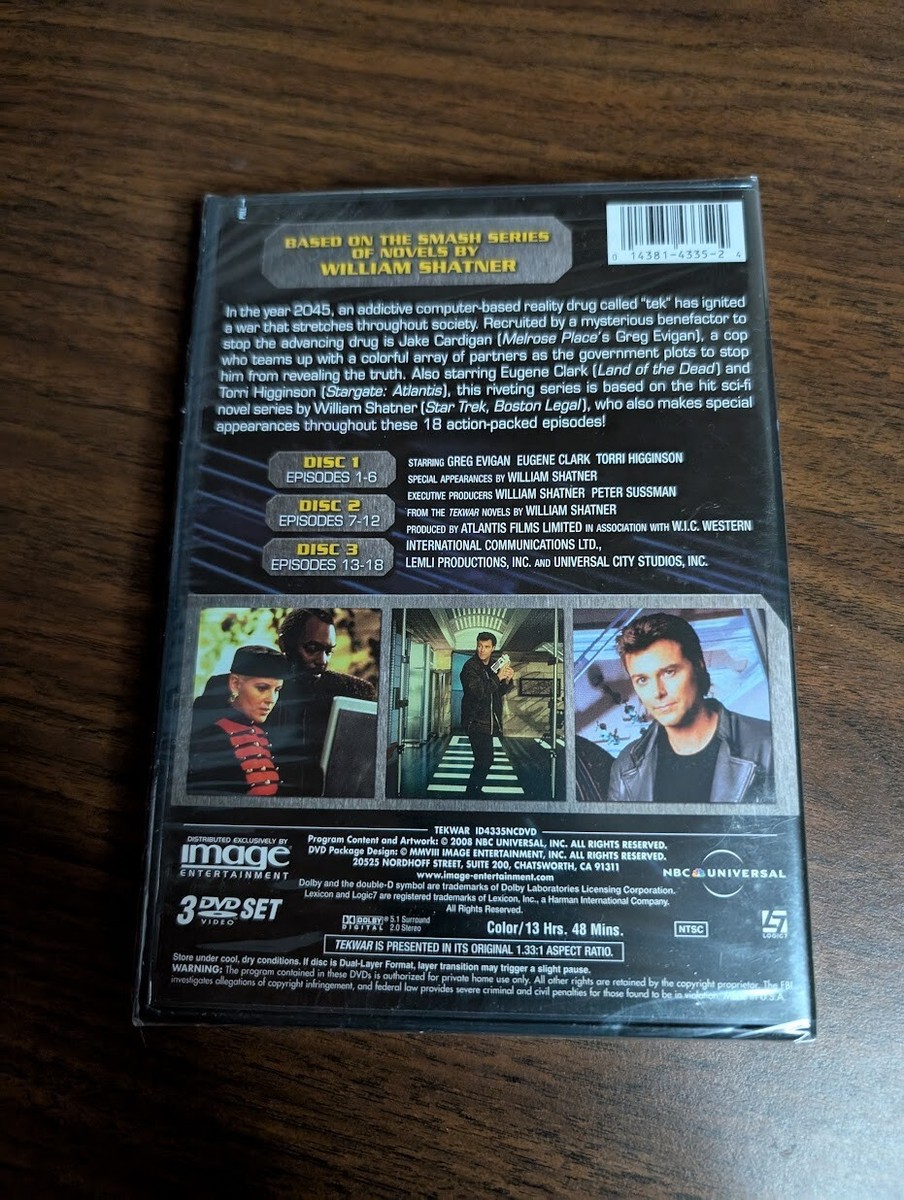 BASED ON THE SMASH SERIES
OF NOVELS BY
WILLIAM SHATNER
0 14381-4335-2 4
In the year 2045, an addictive computer-based reality drug called "tek" has ignited
a war that stretches throughout society. Recruited by a mysterious benefactor to
stop the advancing drug is Jake Cardigan (Melrose Place's Greg Evigan), a cop
who teams up with a colorful array of partners as the government plots to stop
him from revealing the truth. Also starring Eugene Clark (Land of the Dead) and
Torri Higginson (Stargate: Atlantis), this riveting series is based on the hit sci-fi
novel series by William Shatner (Star Trek, Boston Legal), who also makes special
appearances throughout these 18 action-packed episodes!
DISC 1
EPISODES 1-6
DISC 2
EPISODES 7-12
DISC 3
EPISODES 13-18
STARRING GREG EVIGAN EUGENE CLARK TORRI HIGGINSON
SPECIAL APPEARANCES BY WILLIAM SHATNER
EXECUTIVE PRODUCERS WILLIAM SHATNER PETER SUSSMAN
FROM THE TEKWAR NOVELS BY WILLIAM SHATNER
PRODUCED BY ATLANTIS FILMS LIMITED IN ASSOCIATION WITH W.I.C. WESTERN
INTERNATIONAL COMMUNICATIONS LTD.,
LEMLI PRODUCTIONS, INC. AND UNIVERSAL CITY STUDIOS, INC.
TEKWAR ID4335NCDVD
DISTRIBUTED EXCLUSIVELY BY
image
ENTERTAINMENT
Program Content and Artwork: © 2008 NBC UNIVERSAL, INC. ALL RIGHTS RESERVED.
DVD Package Design: © MMVIII IMAGE ENTERTAINMENT, INC. ALL RIGHTS RESERVED.
20525 NORDHOFF STREET, SUITE 200, CHATSWORTH, CA 91311
www.image-entertainment.com
Dolby and the double-D symbol are trademarks of Dolby Laboratories Licensing Corporation.
Lexicon and Logic7 are registered trademarks of Lexicon, Inc., a Harman International Company.
All Rights Reserved.
NBC UNIVERSAL
3 DVD VIDEO SET
DOLBY DIGITAL
5.1 Surround
2.0 Stereo
Color/13 Hrs. 48 Mins.
NTSC
L7
LOGIC7
TEKWAR IS PRESENTED IN ITS ORIGINAL 1.33:1 ASPECT RATIO.
Store under cool, dry conditions. If disc is Dual-Layer Format, layer transition may trigger a slight pause.
WARNING: The program contained in these DVDs is authorized for private home use only. All other rights are retained by the copyright proprietor. The FBI
investigates allegations of copyright infringement, and federal law provides severe criminal and civil penalties for those found to be in violation. Made in U.S.A.